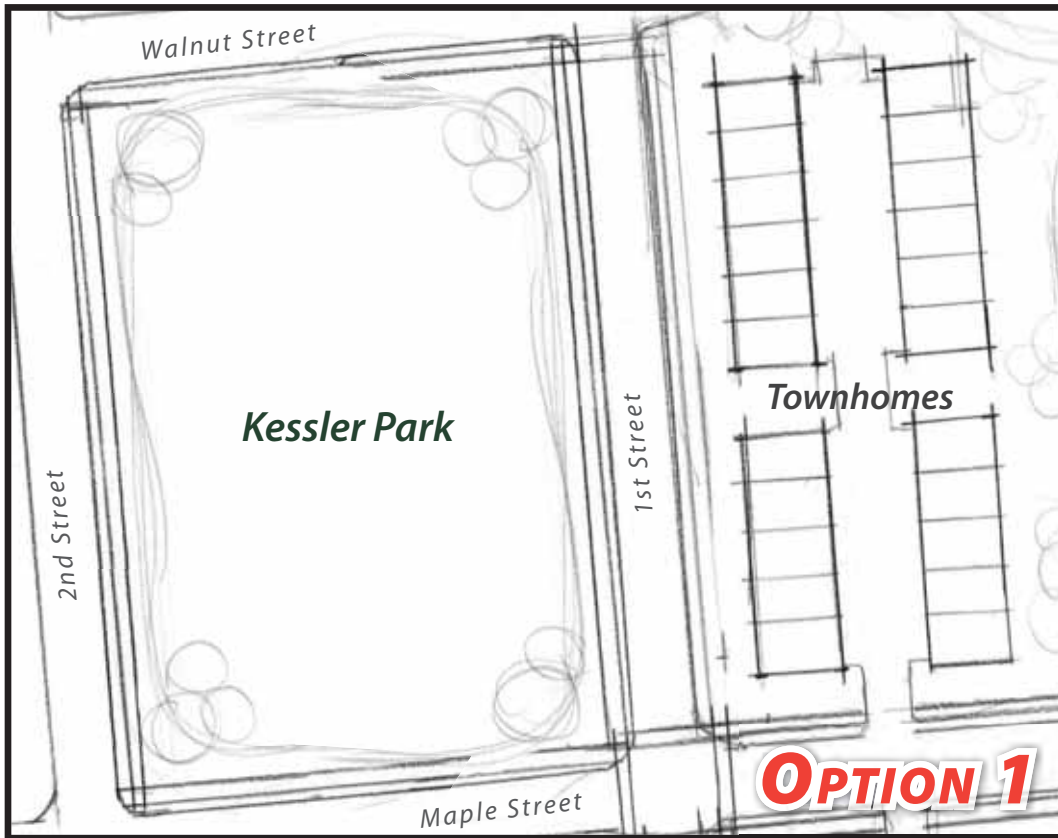 Walnut Street
Kessler Park
Townhomes
1st Street
2nd Street
Maple Street
OPTION 1